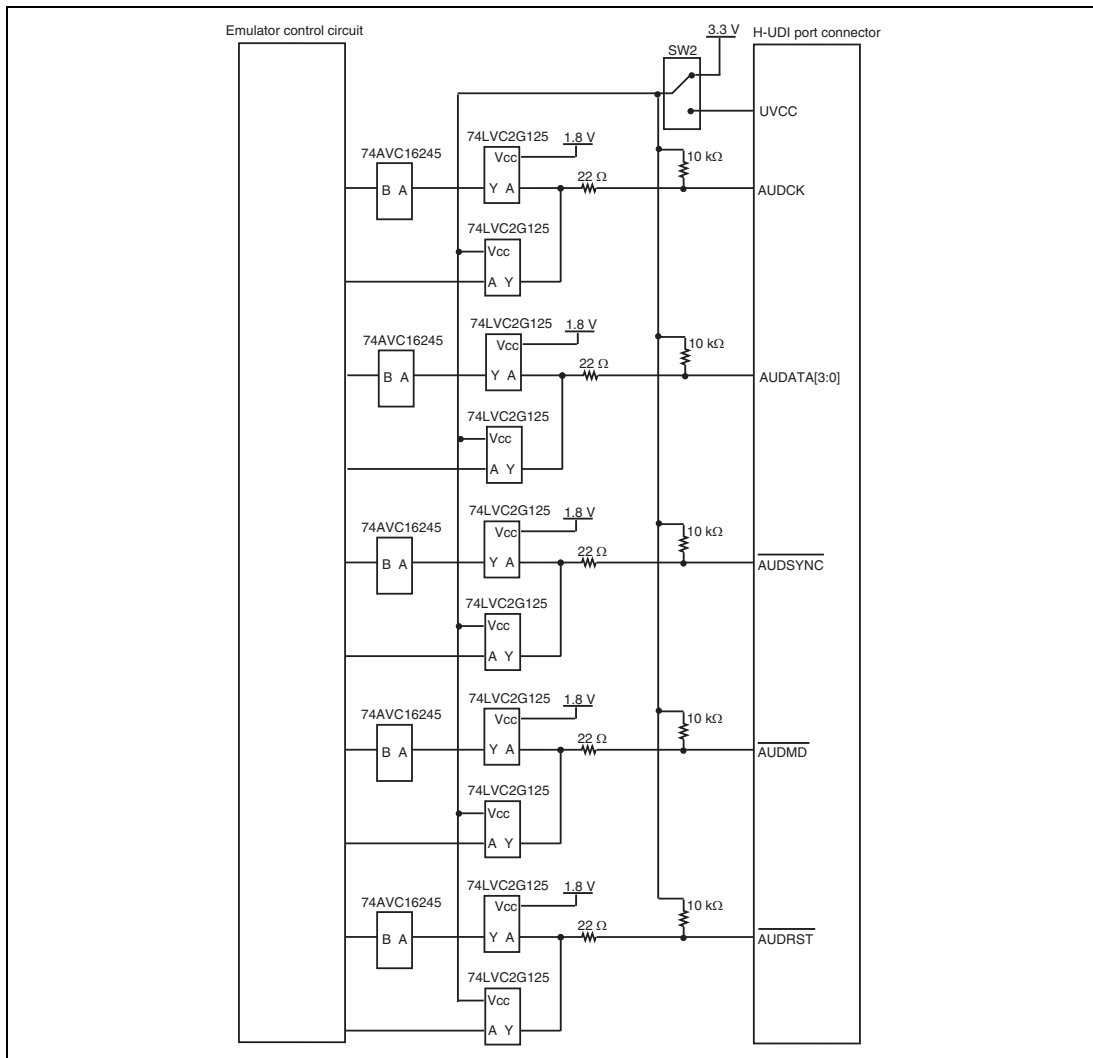 Emulator control circuit
3.3 V
H-UDI port connector
SW2
UVCC
74LVC2G125
1.8 V
Vcc
74AVC16245
10 kΩ
22 Ω
B A
Y A
AUDCK
74LVC2G125
Vcc
A Y
74LVC2G125
1.8 V
Vcc
74AVC16245
10 kΩ
22 Ω
B A
Y A
AUDATA[3:0]
74LVC2G125
Vcc
A Y
74LVC2G125
1.8 V
Vcc
74AVC16245
10 kΩ
22 Ω
B A
Y A
AUDSYNC
74LVC2G125
Vcc
A Y
74LVC2G125
1.8 V
Vcc
74AVC16245
10 kΩ
22 Ω
B A
Y A
AUDMD
74LVC2G125
Vcc
A Y
74LVC2G125
1.8 V
Vcc
74AVC16245
10 kΩ
22 Ω
B A
Y A
AUDRST
74LVC2G125
Vcc
A Y